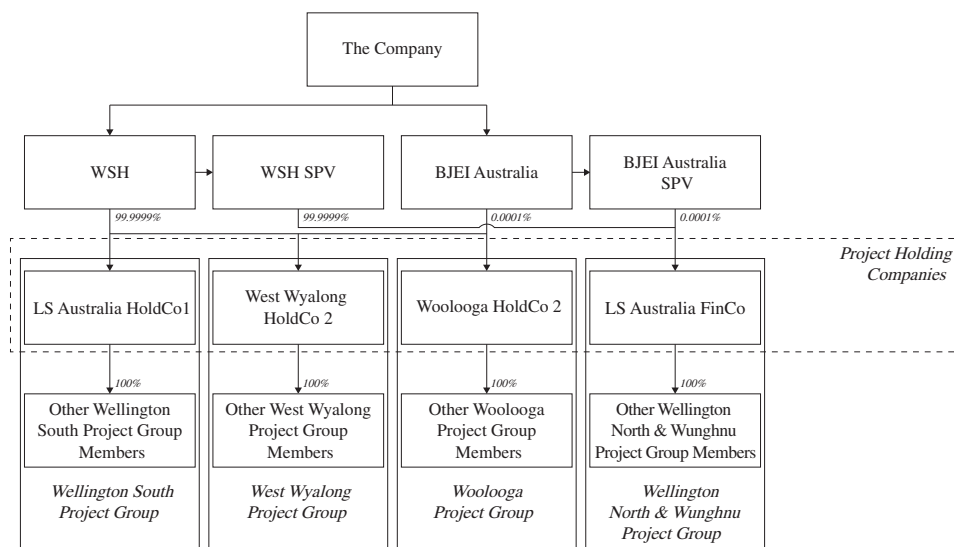 The Company
WSH
WSH SPV
BJEI Australia
BJEI Australia
SPV
99.9999%
99.9999%
0.0001%
0.0001%
Project Holding
Companies
LS Australia HoldCo1
West Wyalong
HoldCo 2
Woolooga HoldCo 2
LS Australia FinCo
100%
100%
100%
100%
Other Wellington
South Project Group
Members
Other West Wyalong
Project Group
Members
Other Woolooga
Project Group
Members
Other Wellington
North & Wunghnu
Project Group Members
Wellington South
Project Group
West Wyalong
Project Group
Woolooga
Project Group
Wellington
North & Wunghnu
Project Group